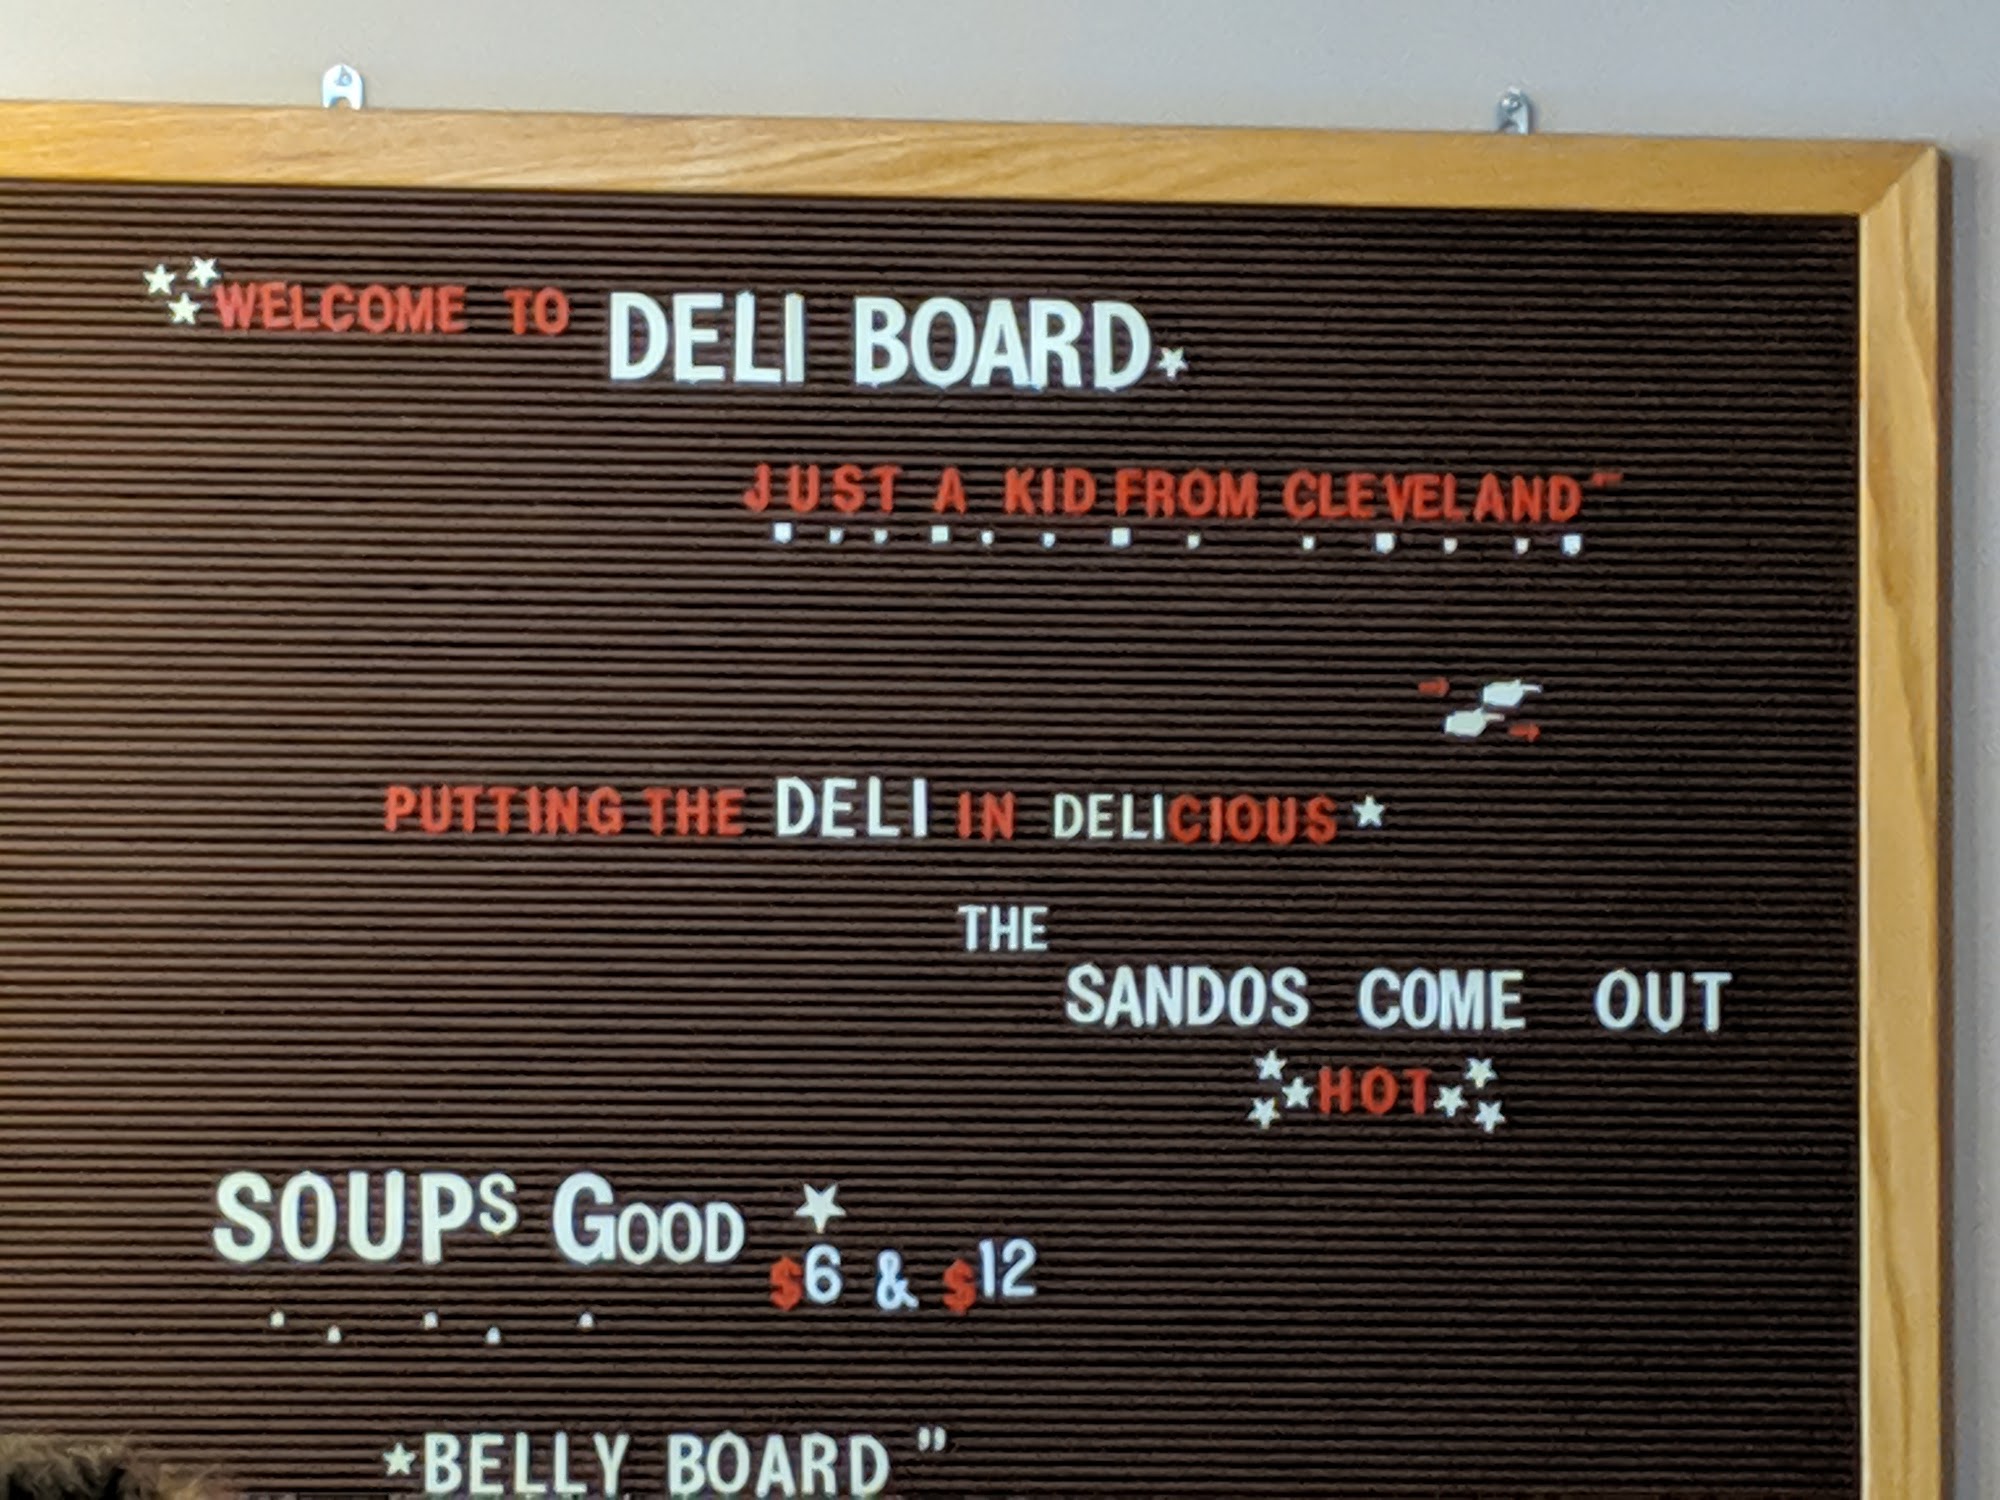 WELCOME TO DELI BOARD
JUST A KID FROM CLEVELAND"
PUTTING THE DELI IN DELICIOUS
THE
SANDOS COME OUT
HOT
SOUPS GOOD
$6 & $12
BELLY BOARD"